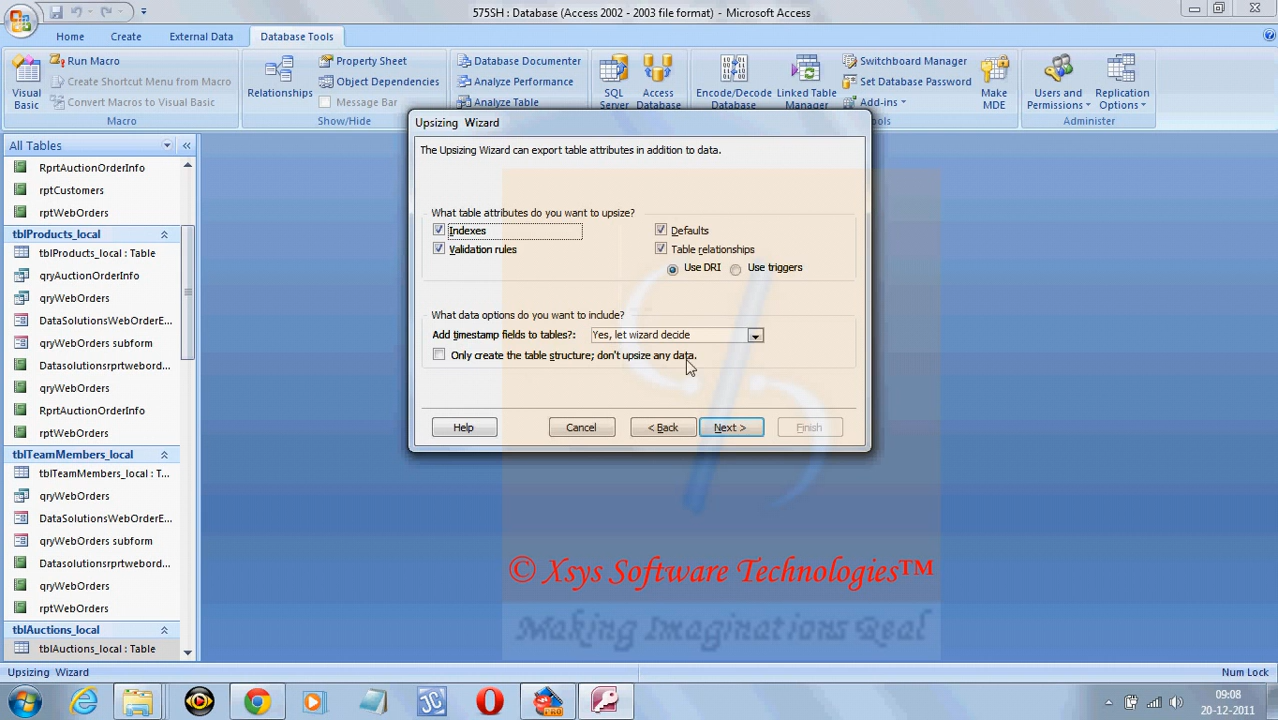 575SH : Database (Access 2002 - 2003 file format) - Microsoft Access
Home
Create
External Data
Database Tools
Visual Basic
Run Macro
Create Shortcut Menu from Macro
Convert Macros to Visual Basic
Macro
Relationships
Property Sheet
Object Dependencies
Message Bar
Show/Hide
Database Documenter
Analyze Performance
Analyze Table
SQL Server
Access Database
Encode/Decode Database
Linked Table Manager
Switchboard Manager
Set Database Password
Add-ins
ols
Make MDE
Users and Permissions
Replication Options
Administer
All Tables
RprtAuctionOrderInfo
rptCustomers
rptWebOrders
tblProducts_local
tblProducts_local : Table
qryAuctionOrderInfo
qryWebOrders
DataSolutionsWebOrderE...
qryWebOrders subform
Datasolutionsrprtwebord...
qryWebOrders
RprtAuctionOrderInfo
rptWebOrders
tblTeamMembers_local
tblTeamMembers_local : T...
qryWebOrders
DataSolutionsWebOrderE...
qryWebOrders subform
Datasolutionsrprtwebord...
qryWebOrders
rptWebOrders
tblAuctions_local
tblAuctions_local : Table
Upsizing Wizard
The Upsizing Wizard can export table attributes in addition to data.
What table attributes do you want to upsize?
Indexes
Defaults
Validation rules
Table relationships
Use DRI
Use triggers
What data options do you want to include?
Add timestamp fields to tables?:
Yes, let wizard decide
Only create the table structure; don't upsize any data.
Help
Cancel
< Back
Next >
Finish
© Xsys Software Technologies™
Making Imaginations Real
Upsizing Wizard
Num Lock
09:08
20-12-2011